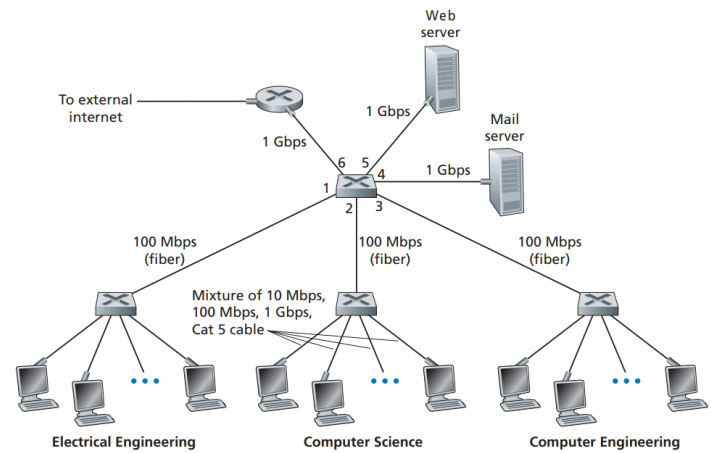 Web
server
To external
internet
1 Gbps
Mail
server
1 Gbps
1 Gbps
6
5
4
1
2
3
100 Mbps
(fiber)
100 Mbps
(fiber)
100 Mbps
(fiber)
Mixture of 10 Mbps,
100 Mbps, 1 Gbps,
Cat 5 cable
Electrical Engineering
Computer Science
Computer Engineering